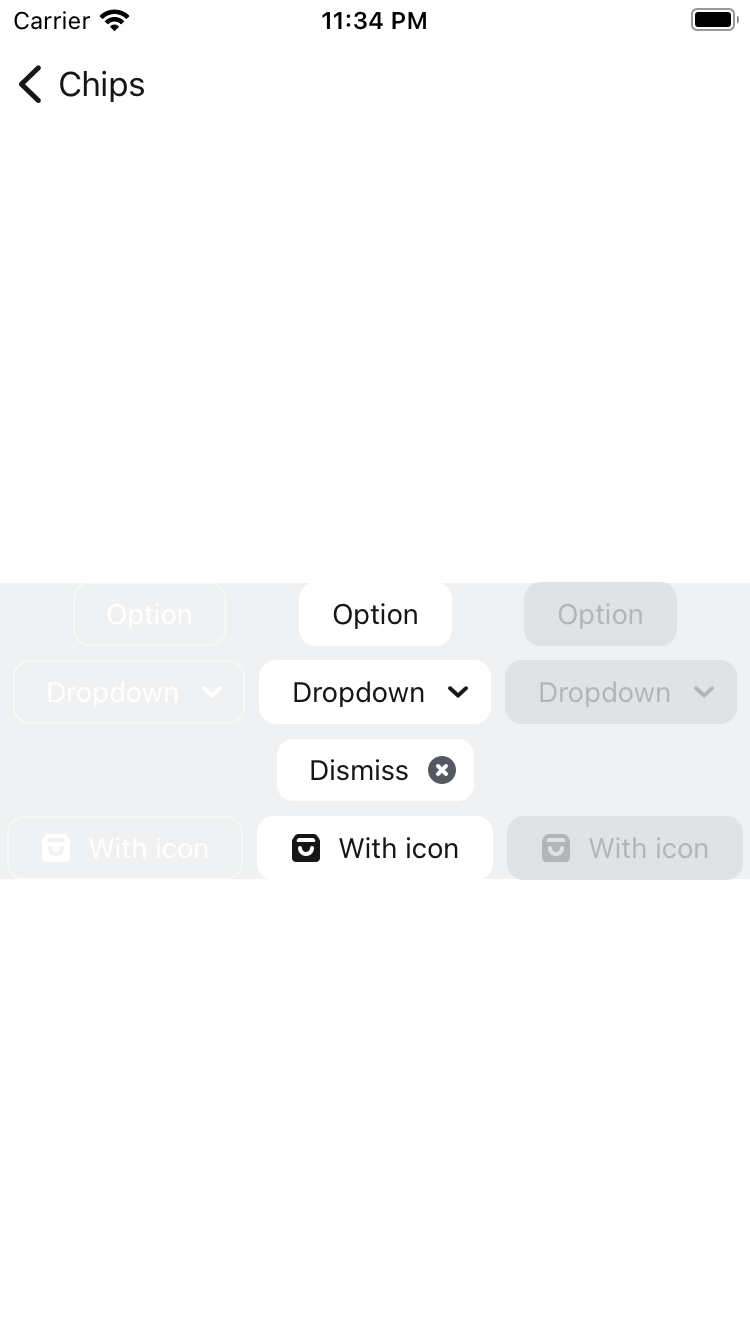 Carrier 11:34 PM
Chips
Option Option Option
Dropdown Dropdown Dropdown
Dismiss
With icon With icon With icon